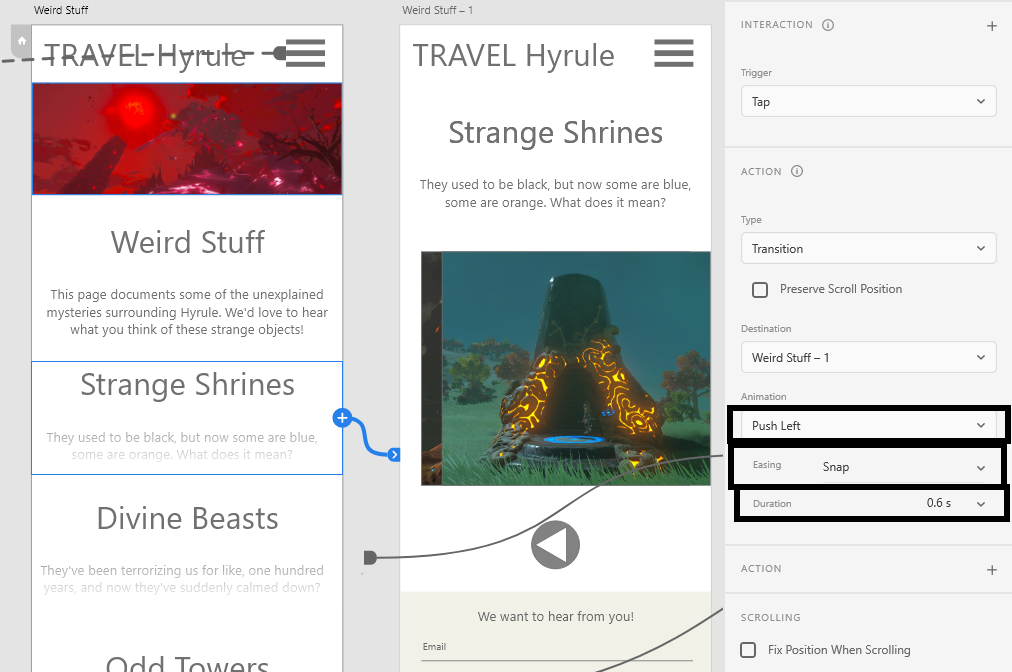 Weird Stuff
TRAVEL Hyrule
Weird Stuff
This page documents some of the unexplained
mysteries surrounding Hyrule. We'd love to hear
what you think of these strange objects!
Strange Shrines
They used to be black, but now some are blue,
some are orange. What does it mean?
Divine Beasts
They've been terrorizing us for like, one hundred
years, and now they've suddenly calmed down?
Odd Towers
Weird Stuff – 1
TRAVEL Hyrule
Strange Shrines
They used to be black, but now some are blue,
some are orange. What does it mean?
We want to hear from you!
Email
INTERACTION
Trigger
Tap
ACTION
Type
Transition
Preserve Scroll Position
Destination
Weird Stuff – 1
Animation
Push Left
Easing Snap
Duration 0.6 s
ACTION
SCROLLING
Fix Position When Scrolling